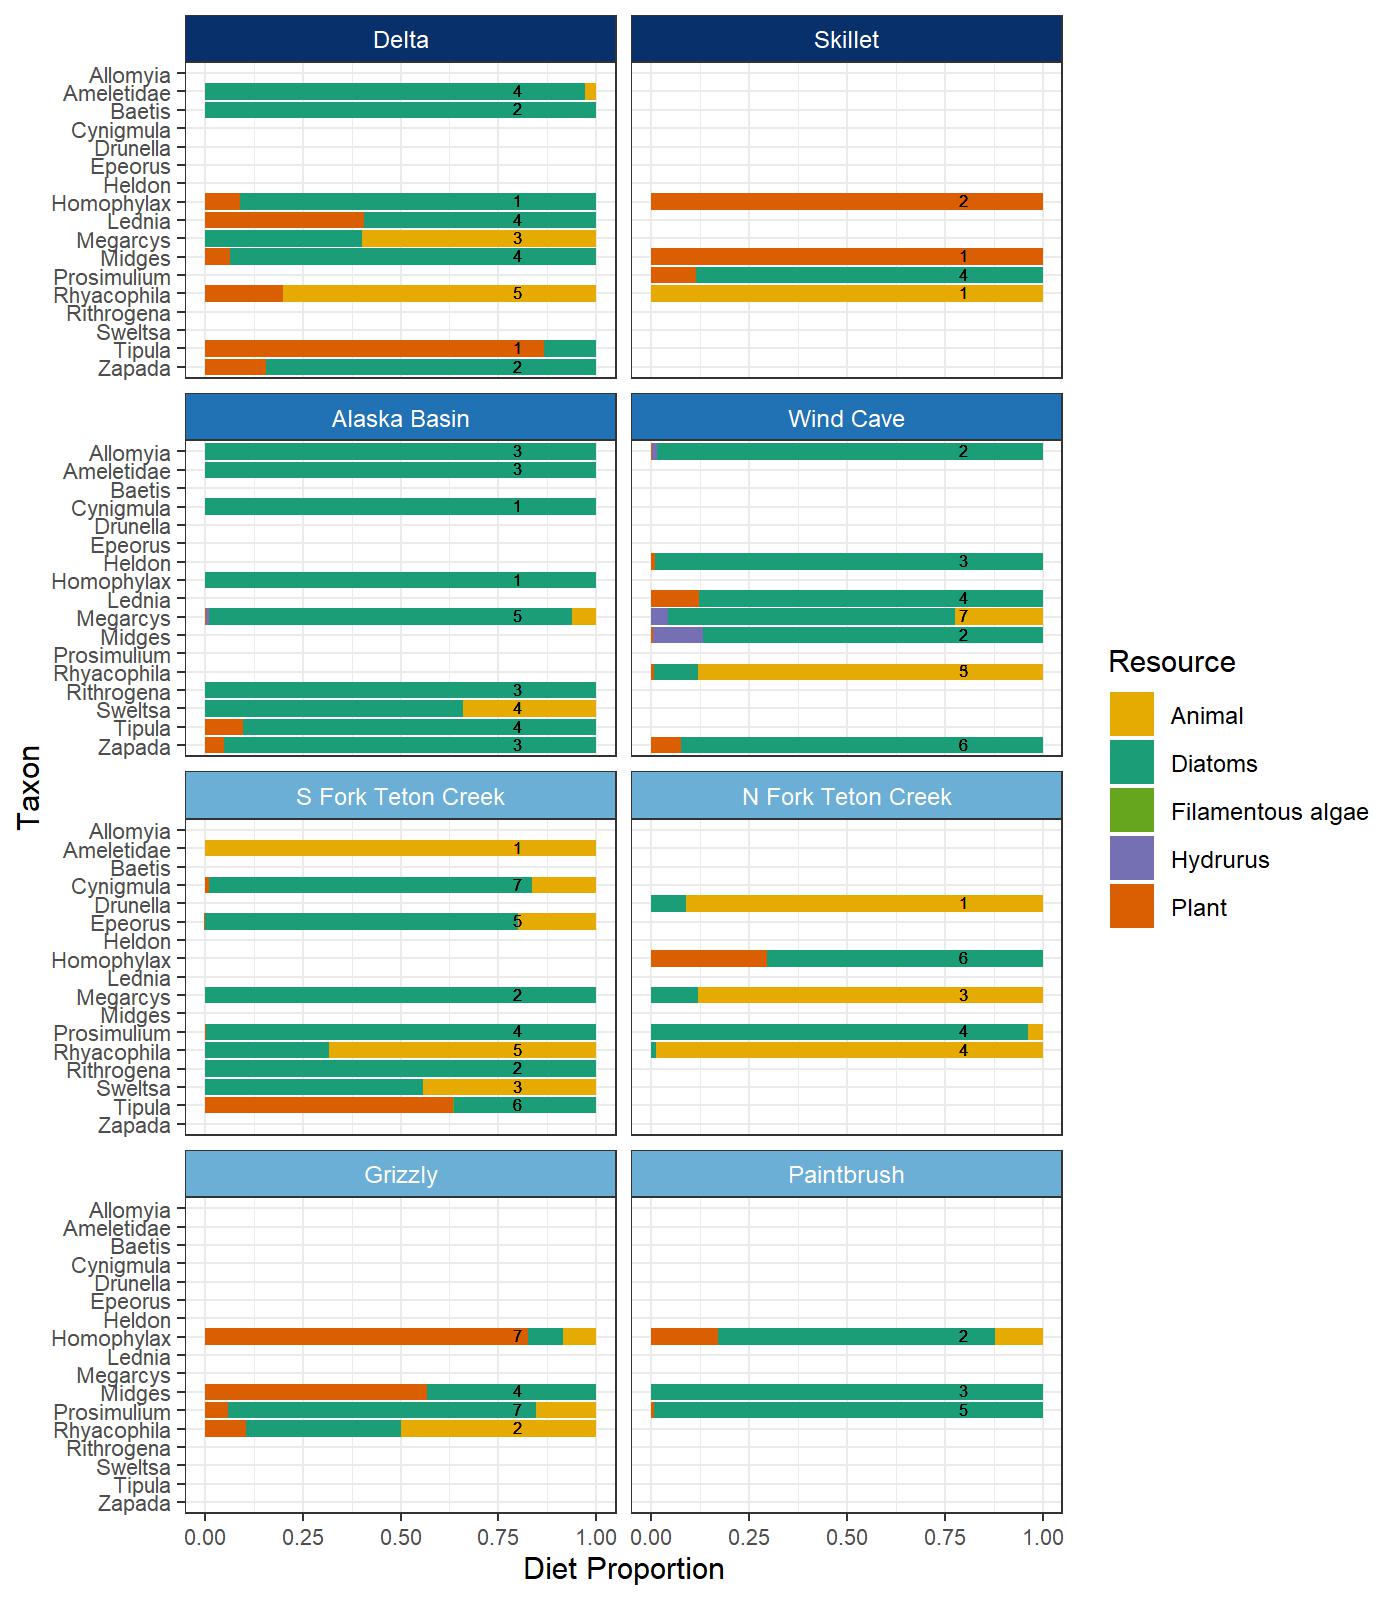 Delta
Skillet
Allomyia
Ameletidae 4
Baetis 2
Cynigmula
Drunella
Epeorus
Heldon
Homophylax 1 2
Lednia 4
Megarcys 3
Midges 4 1
Prosimulium 4
Rhyacophila 5 1
Rithrogena
Sweltsa
Tipula 1
Zapada 2
Alaska Basin
Wind Cave
Allomyia 3 2
Ameletidae 3
Baetis
Cynigmula 1
Drunella
Epeorus
Heldon 3
Homophylax 1
Lednia 4
Megarcys 5 7
Midges 2
Prosimulium
Rhyacophila
Rithrogena 3
Sweltsa 4
Tipula 4
Zapada 3 6
S Fork Teton Creek
N Fork Teton Creek
Allomyia
Ameletidae 1
Baetis
Cynigmula 7
Drunella 1
Epeorus 5
Heldon
Homophylax 6
Lednia
Megarcys 2 3
Midges
Prosimulium 4 4
Rhyacophila 5 4
Rithrogena 2
Sweltsa 3
Tipula 6
Zapada
Grizzly
Paintbrush
Allomyia
Ameletidae
Baetis
Cynigmula
Drunella
Epeorus
Heldon
Homophylax 7 2
Lednia
Megarcys
Midges 4 3
Prosimulium 7 5
Rhyacophila 2
Rithrogena
Sweltsa
Tipula
Zapada
0.00 0.25 0.50 0.75 1.00 0.00 0.25 0.50 0.75 1.00
Diet Proportion
Taxon
Resource
Animal
Diatoms
Filamentous algae
Hydrurus
Plant